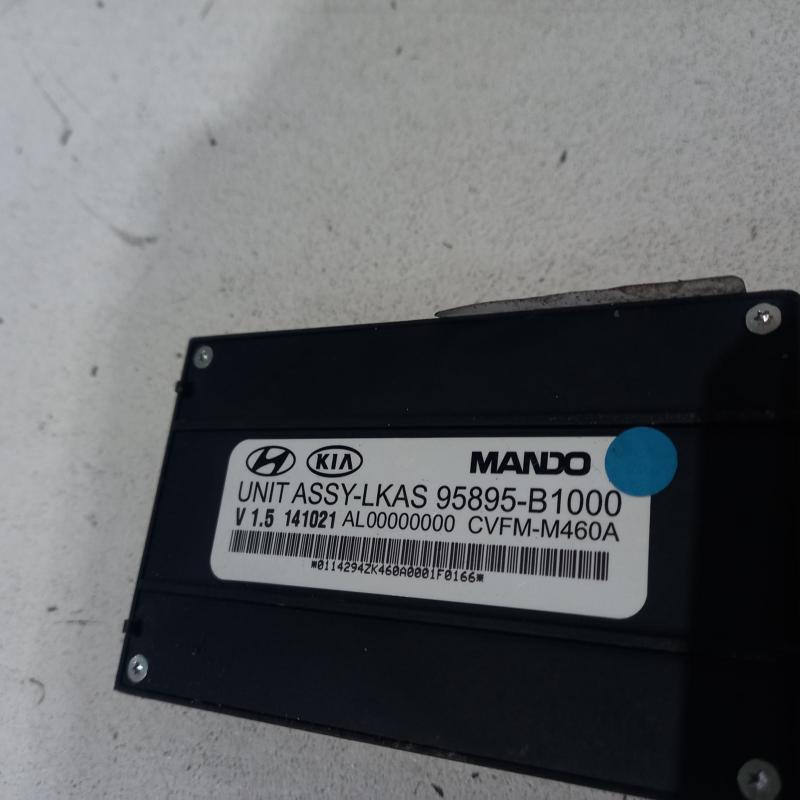 KIA MANDO
UNIT ASSY-LKAS 95895-B1000
V 1.5 141021 AL00000000 CVFM-M460A
*0114294ZK460A0001F0166*